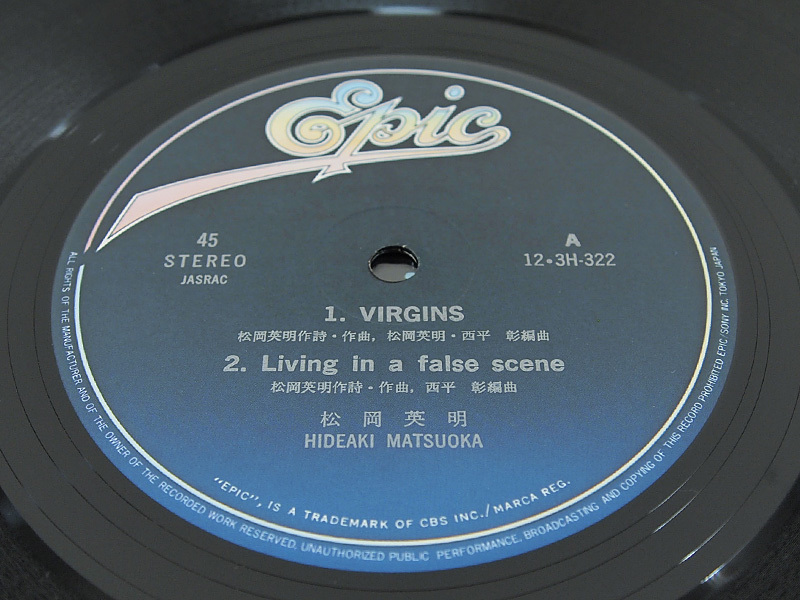 Epic
45
STEREO
JASRAC
A
12•3H-322
1. VIRGINS
松岡英明作詩・作曲, 松岡英明・西平 彰編曲
2. Living in a false scene
松岡英明作詩・作曲, 西平 彰編曲
松岡英明
HIDEAKI MATSUOKA
"EPIC", IS A TRADEMARK OF CBS INC./MARCA REG.
ALL RIGHTS OF THE MANUFACTURER AND OF THE OWNER OF THE RECORDED WORK RESERVED. UNAUTHORIZED PUBLIC PERFORMANCE, BROADCASTING AND COPYING OF THIS RECORD PROHIBITED EPIC/SONY INC. TOKYO JAPAN